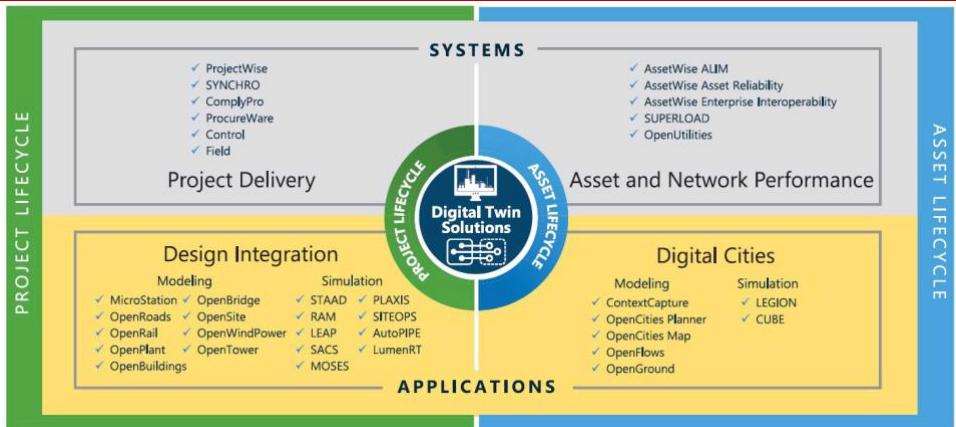 SYSTEMS
PROJECT LIFECYCLE
ASSET LIFECYCLE
✓ ProjectWise
✓ SYNCHRO
✓ ComplyPro
✓ ProcureWare
✓ Control
✓ Field
Project Delivery
✓ AssetWise ALIM
✓ AssetWise Asset Reliability
✓ AssetWise Enterprise Interoperability
✓ SUPERLOAD
✓ OpenUtilities
Asset and Network Performance
PROJECT LIFECYCLE
ASSET LIFECYCLE
Digital Twin
Solutions
Design Integration
Modeling
✓ MicroStation ✓ OpenBridge
✓ OpenRoads ✓ OpenSite
✓ OpenRail ✓ OpenWindPower
✓ OpenPlant ✓ OpenTower
✓ OpenBuildings
Simulation
✓ STAAD ✓ PLAXIS
✓ RAM ✓ SITEOPS
✓ LEAP ✓ AutoPIPE
✓ SACS ✓ LumenRT
✓ MOSES
Digital Cities
Modeling
✓ ContextCapture
✓ OpenCities Planner
✓ OpenCities Map
✓ OpenFlows
✓ OpenGround
Simulation
✓ LEGION
✓ CUBE
APPLICATIONS